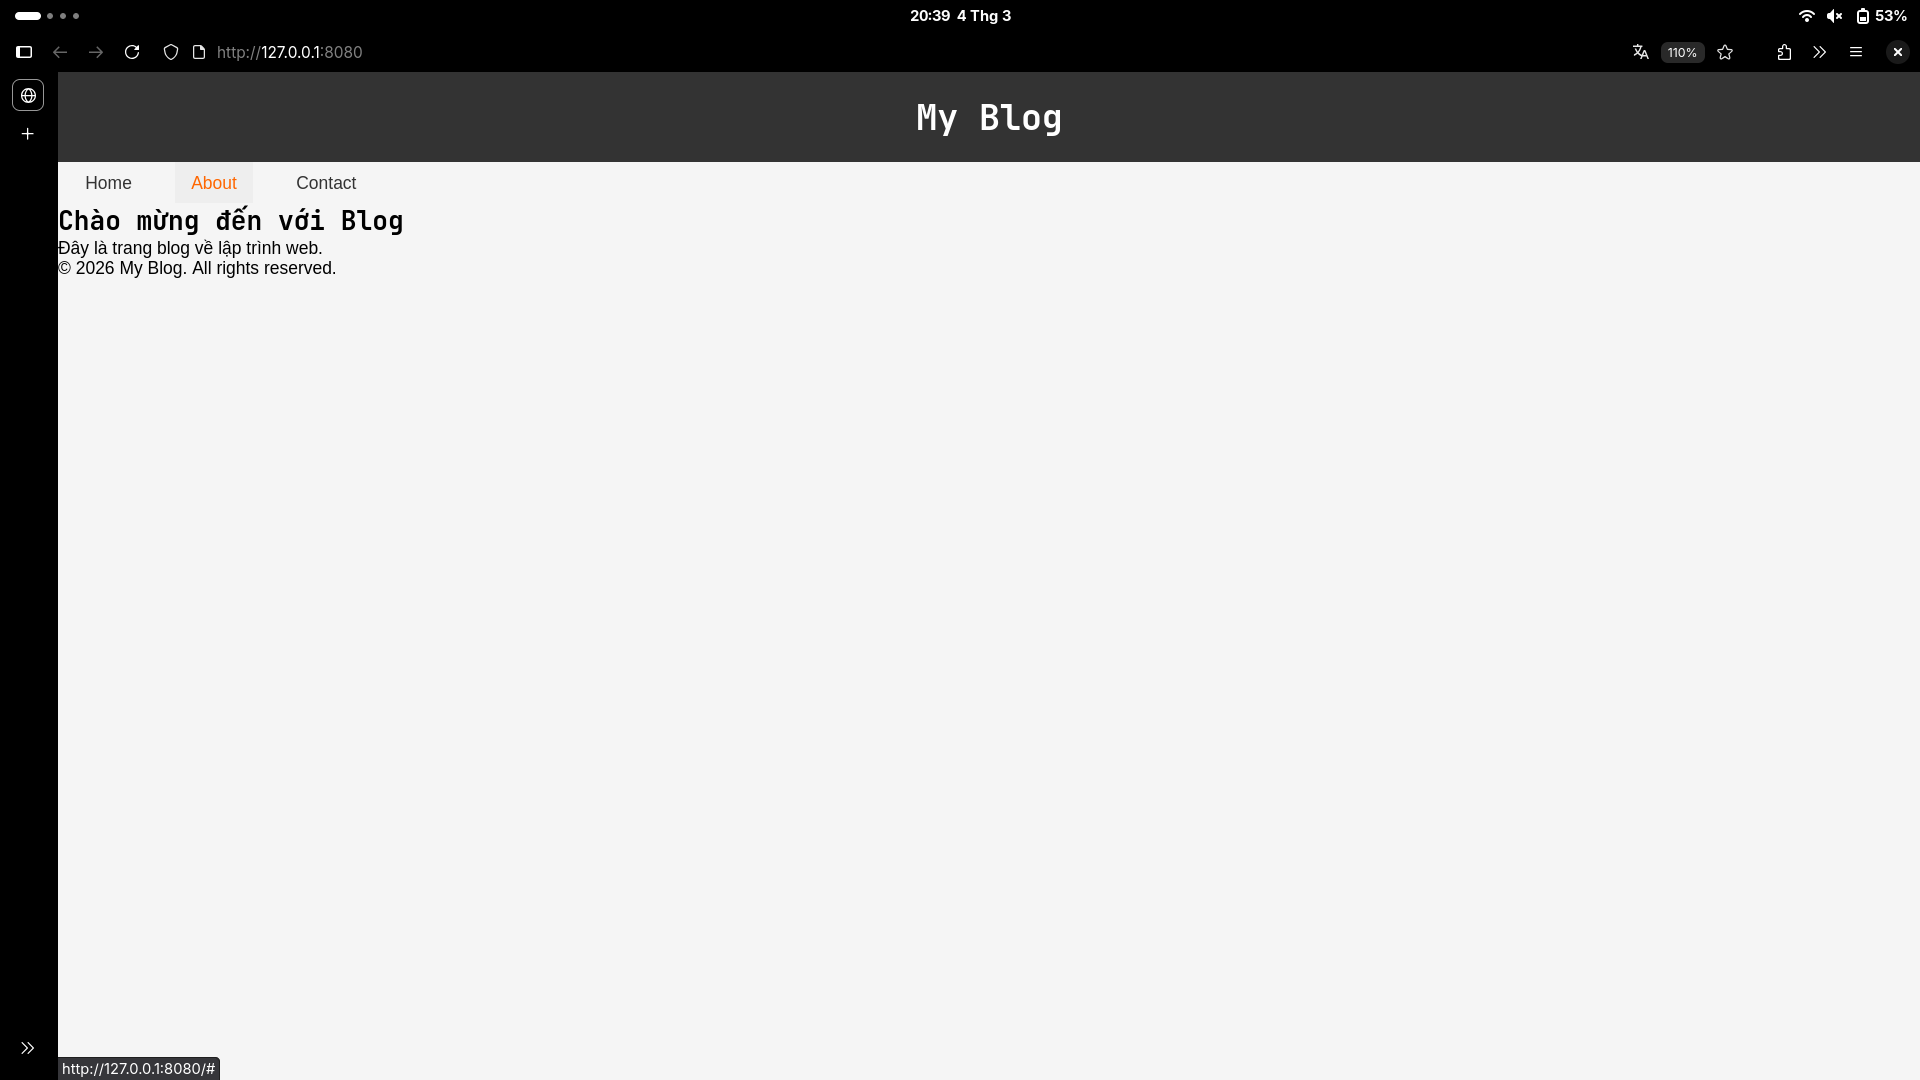 20:39 4 Thg 3
53%
http://127.0.0.1:8080
110%
My Blog
Home About Contact
Chào mừng đến với Blog
Đây là trang blog về lập trình web.
© 2026 My Blog. All rights reserved.
http://127.0.0.1:8080/#